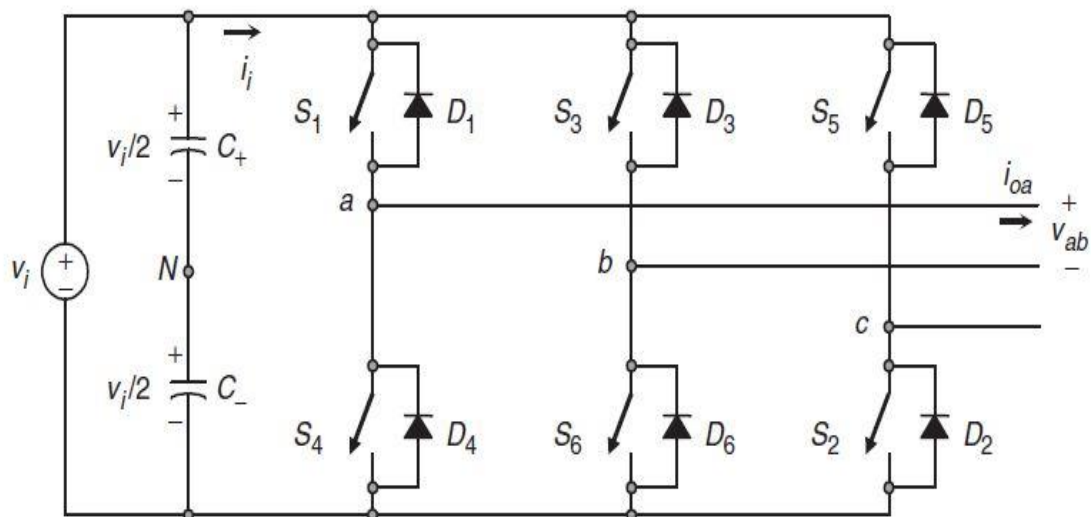 +
i_i
S_1
D_1
S_3
D_3
S_5
D_5
v_i/2
C_+
−
i_oa
a
+
v_ab
v_i
+
−
N
b
−
c
+
v_i/2
C_−
−
S_4
D_4
S_6
D_6
S_2
D_2